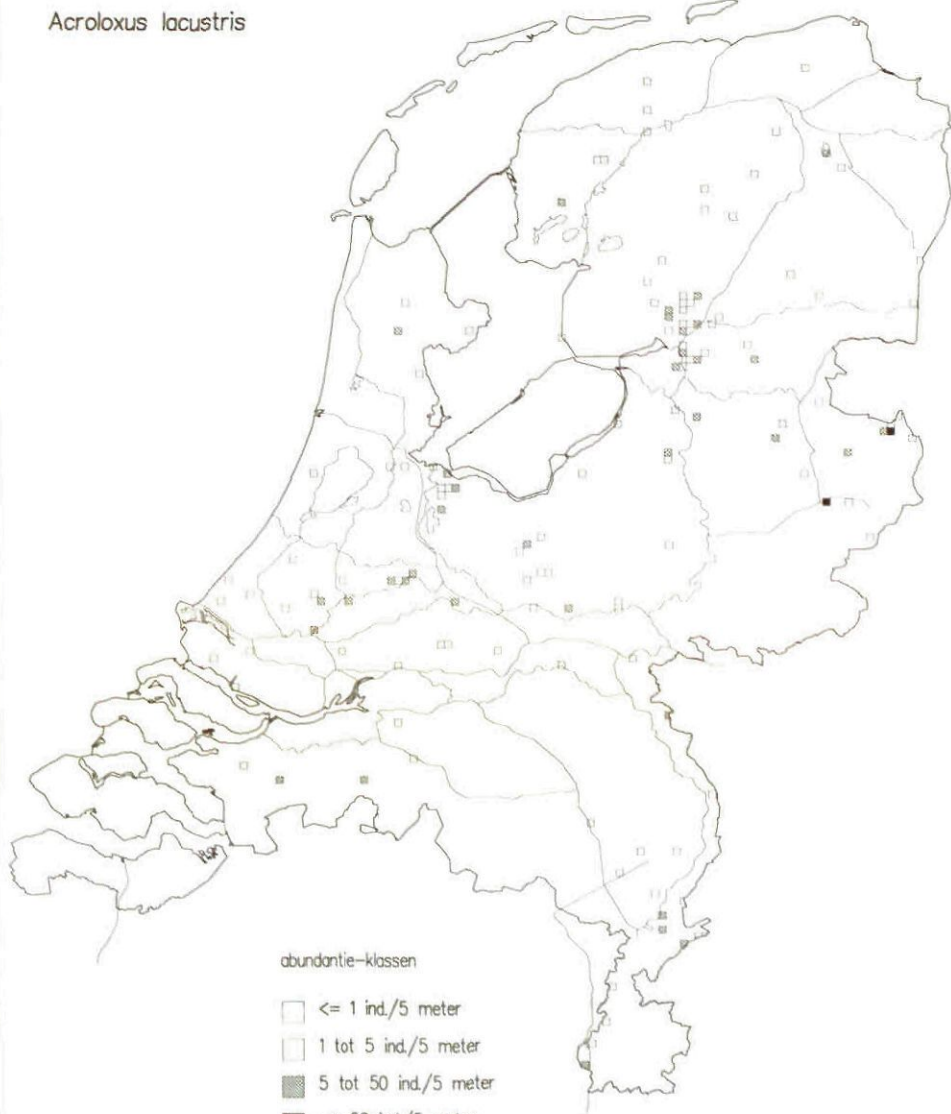 Acroloxus lacustris
abundantie-klassen
<= 1 ind./5 meter
1 tot 5 ind./5 meter
5 tot 50 ind./5 meter